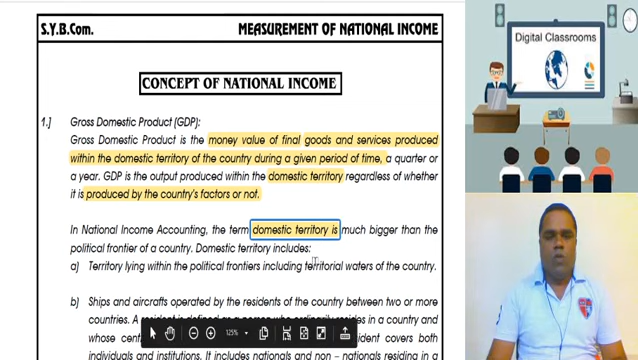 S.Y.B.Com.
MEASUREMENT OF NATIONAL INCOME
CONCEPT OF NATIONAL INCOME
1.] Gross Domestic Product (GDP):
Gross Domestic Product is the money value of final goods and services produced
within the domestic territory of the country during a given period of time, a quarter or
a year. GDP is the output produced within the domestic territory regardless of whether
it is produced by the country's factors or not.
In National Income Accounting, the term domestic territory is much bigger than the
political frontier of a country. Domestic territory includes:
a) Territory lying within the political frontiers including territorial waters of the country.
b) Ships and aircrafts operated by the residents of the country between two or more
countries. A resident is defined as a person who ordinarily resides in a country and
whose cent
ident covers both
individuals and institutions. It includes nationals and non – nationals residing in a
125%
Digital Classrooms